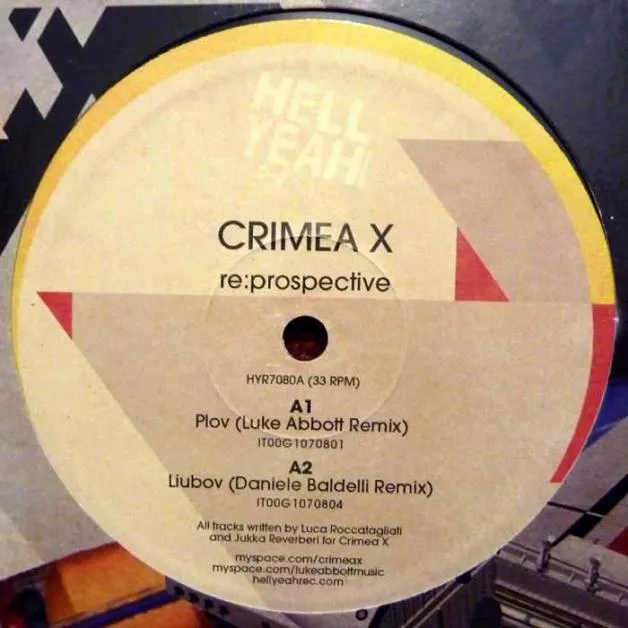 HELL
YEAH
CRIMEA X
re:prospective
HYR7080A (33 RPM)
A1
Plov (Luke Abbott Remix)
IT00G1070801
A2
Liubov (Daniele Baldelli Remix)
IT00G1070804
All tracks written by Luca Roccatagliati
and Jukka Reverberi for Crimea X
myspace.com/crimeax
myspace.com/lukeabbottmusic
hellyeahrec.com